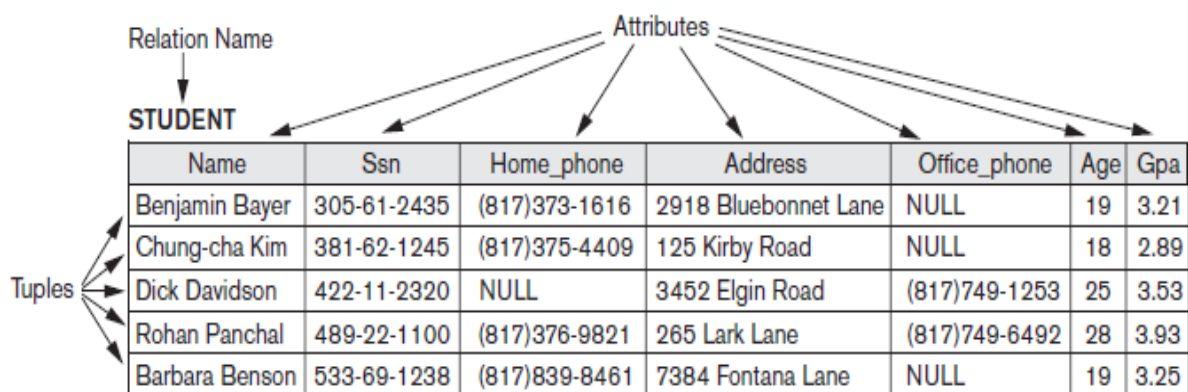 Attributes
Relation Name
STUDENT
Name Ssn Home_phone Address Office_phone Age Gpa
Benjamin Bayer 305-61-2435 (817)373-1616 2918 Bluebonnet Lane NULL 19 3.21
Chung-cha Kim 381-62-1245 (817)375-4409 125 Kirby Road NULL 18 2.89
Tuples Dick Davidson 422-11-2320 NULL 3452 Elgin Road (817)749-1253 25 3.53
Rohan Panchal 489-22-1100 (817)376-9821 265 Lark Lane (817)749-6492 28 3.93
Barbara Benson 533-69-1238 (817)839-8461 7384 Fontana Lane NULL 19 3.25